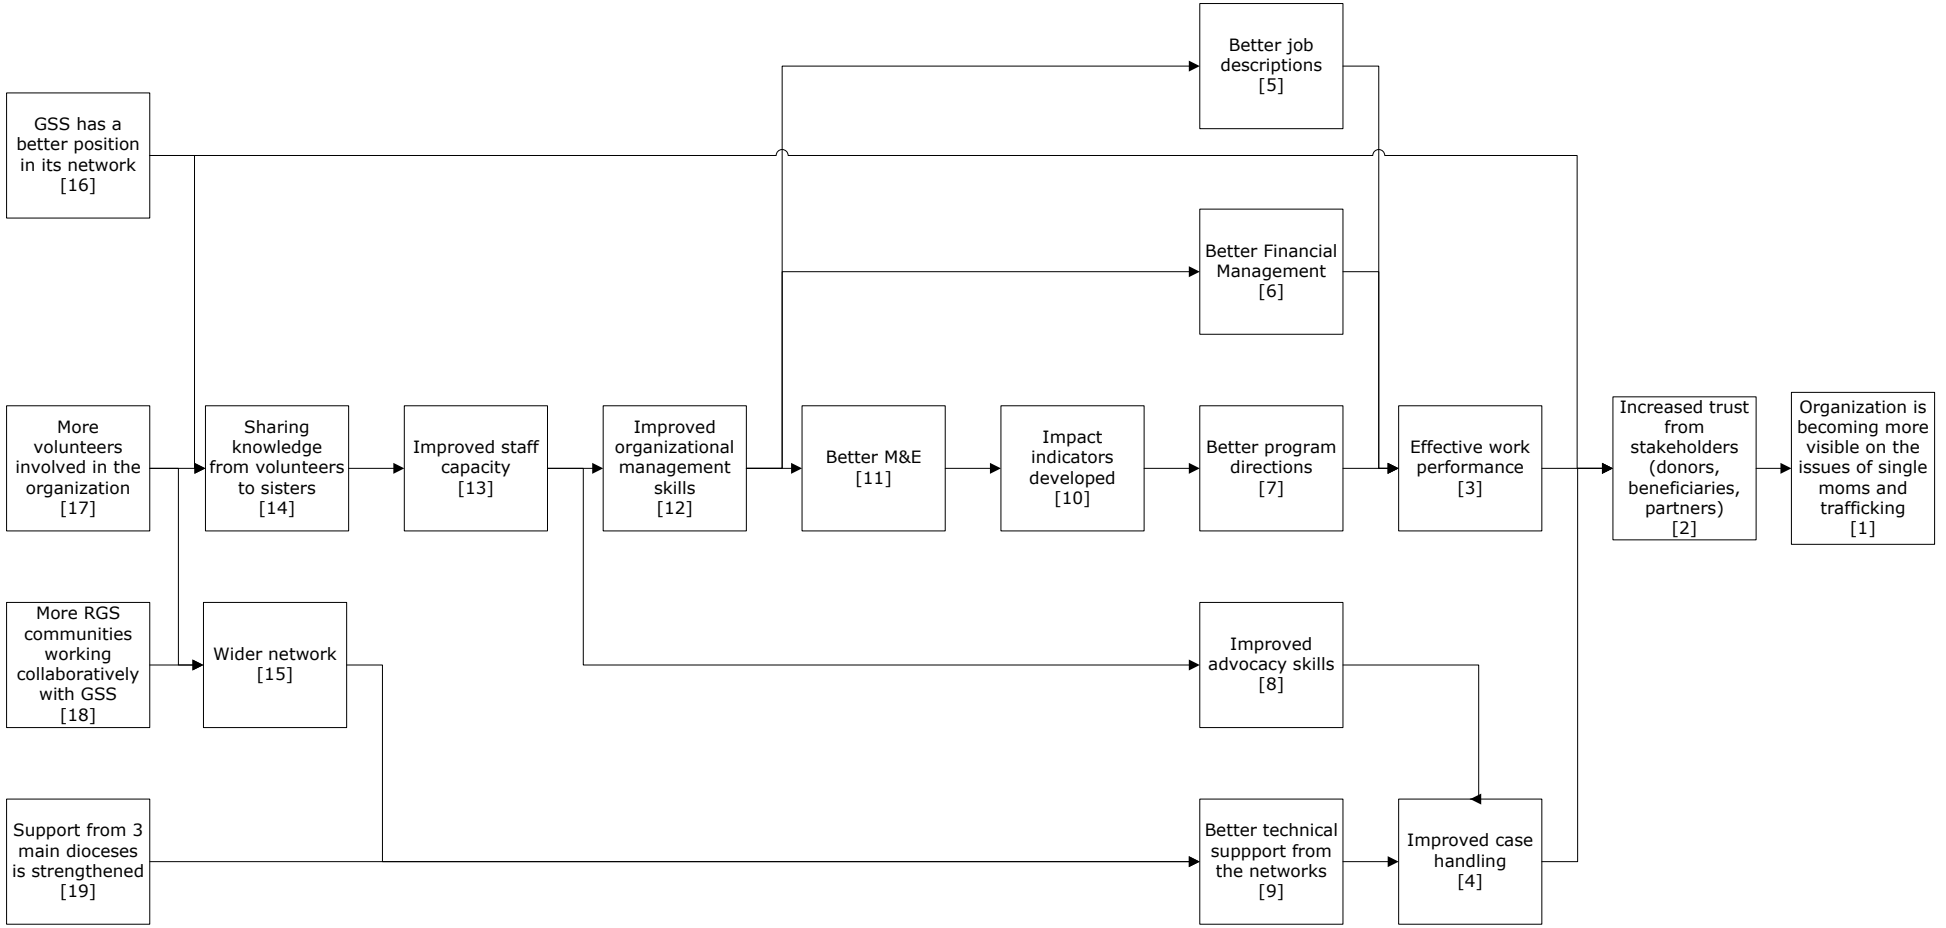 Better job
descriptions
[5]
GSS has a
better position
in its network
[16]
Better Financial
Management
[6]
More
volunteers
involved in the
organization
[17]
Sharing
knowledge
from volunteers
to sisters
[14]
Improved staff
capacity
[13]
Improved
organizational
management
skills
[12]
Better M&E
[11]
Impact
indicators
developed
[10]
Better program
directions
[7]
Effective work
performance
[3]
Increased trust
from
stakeholders
(donors,
beneficiaries,
partners)
[2]
Organization is
becoming more
visible on the
issues of single
moms and
trafficking
[1]
More RGS
communities
working
collaboratively
with GSS
[18]
Wider network
[15]
Improved
advocacy skills
[8]
Support from 3
main dioceses
is strengthened
[19]
Better technical
suppport from
the networks
[9]
Improved case
handling
[4]